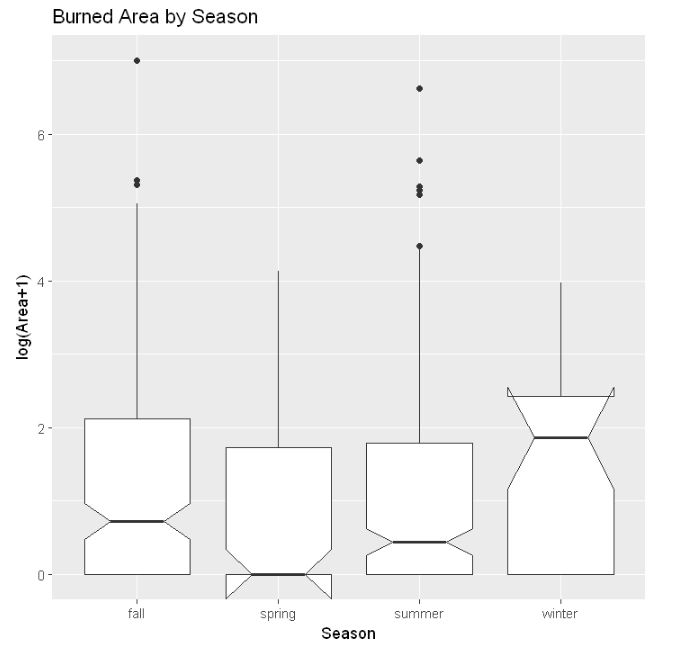 Burned Area by Season
log(Area+1)
6
4
2
0
fall spring summer winter
Season